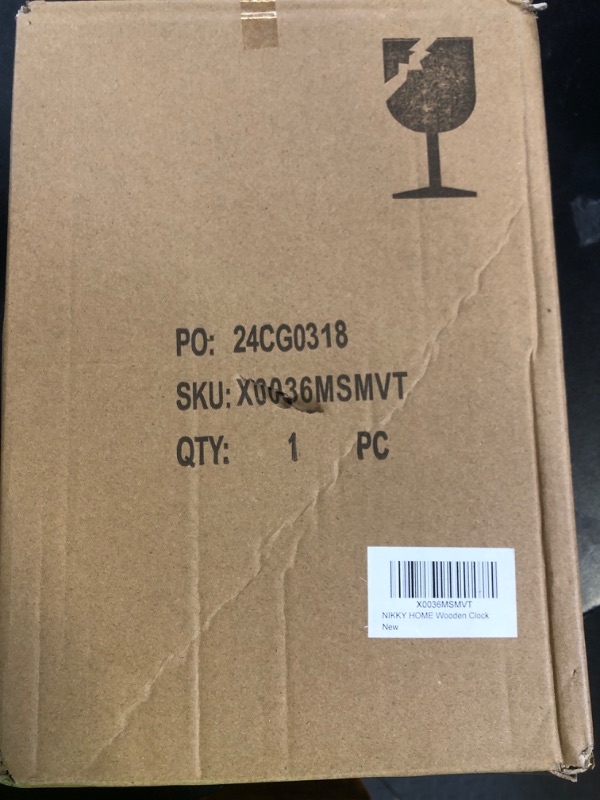 PO: 24CG0318
SKU: X0036MSMVT
QTY: 1 PC
X0036MSMVT
NIKKY HOME Wooden Clock
New